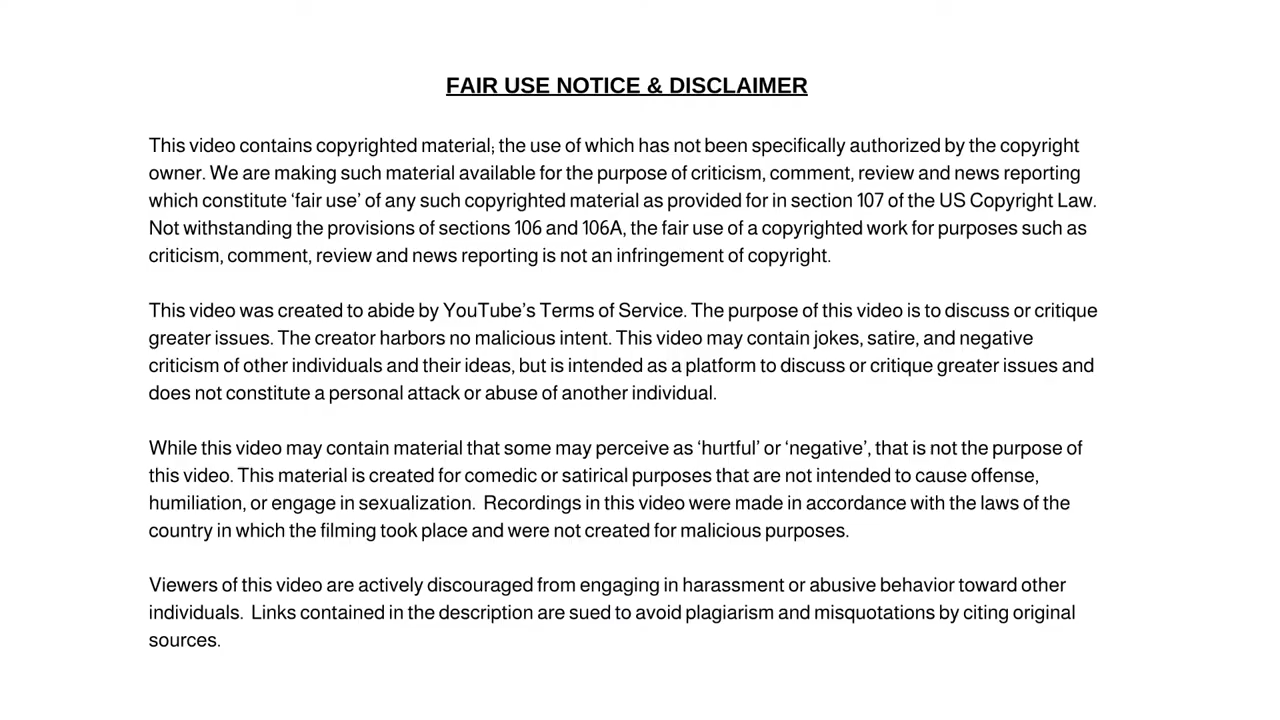 FAIR USE NOTICE & DISCLAIMER
This video contains copyrighted material; the use of which has not been specifically authorized by the copyright
owner. We are making such material available for the purpose of criticism, comment, review and news reporting
which constitute ‘fair use’ of any such copyrighted material as provided for in section 107 of the US Copyright Law.
Not withstanding the provisions of sections 106 and 106A, the fair use of a copyrighted work for purposes such as
criticism, comment, review and news reporting is not an infringement of copyright.
This video was created to abide by YouTube’s Terms of Service. The purpose of this video is to discuss or critique
greater issues. The creator harbors no malicious intent. This video may contain jokes, satire, and negative
criticism of other individuals and their ideas, but is intended as a platform to discuss or critique greater issues and
does not constitute a personal attack or abuse of another individual.
While this video may contain material that some may perceive as ‘hurtful’ or ‘negative’, that is not the purpose of
this video. This material is created for comedic or satirical purposes that are not intended to cause offense,
humiliation, or engage in sexualization. Recordings in this video were made in accordance with the laws of the
country in which the filming took place and were not created for malicious purposes.
Viewers of this video are actively discouraged from engaging in harassment or abusive behavior toward other
individuals. Links contained in the description are sued to avoid plagiarism and misquotations by citing original
sources.